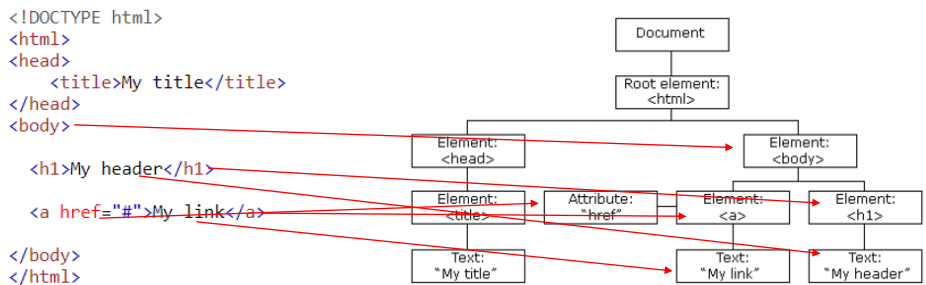 <!DOCTYPE html>
<html>
<head>
<title>My title</title>
</head>
<body>
<h1>My header</h1>
<a href="#">My link</a>
</body>
</html>
Document
Root element:
<html>
Element:
<head>
Element:
<body>
Element:
<title>
Attribute:
"href"
Element:
<a>
Element:
<h1>
Text:
"My title"
Text:
"My link"
Text:
"My header"